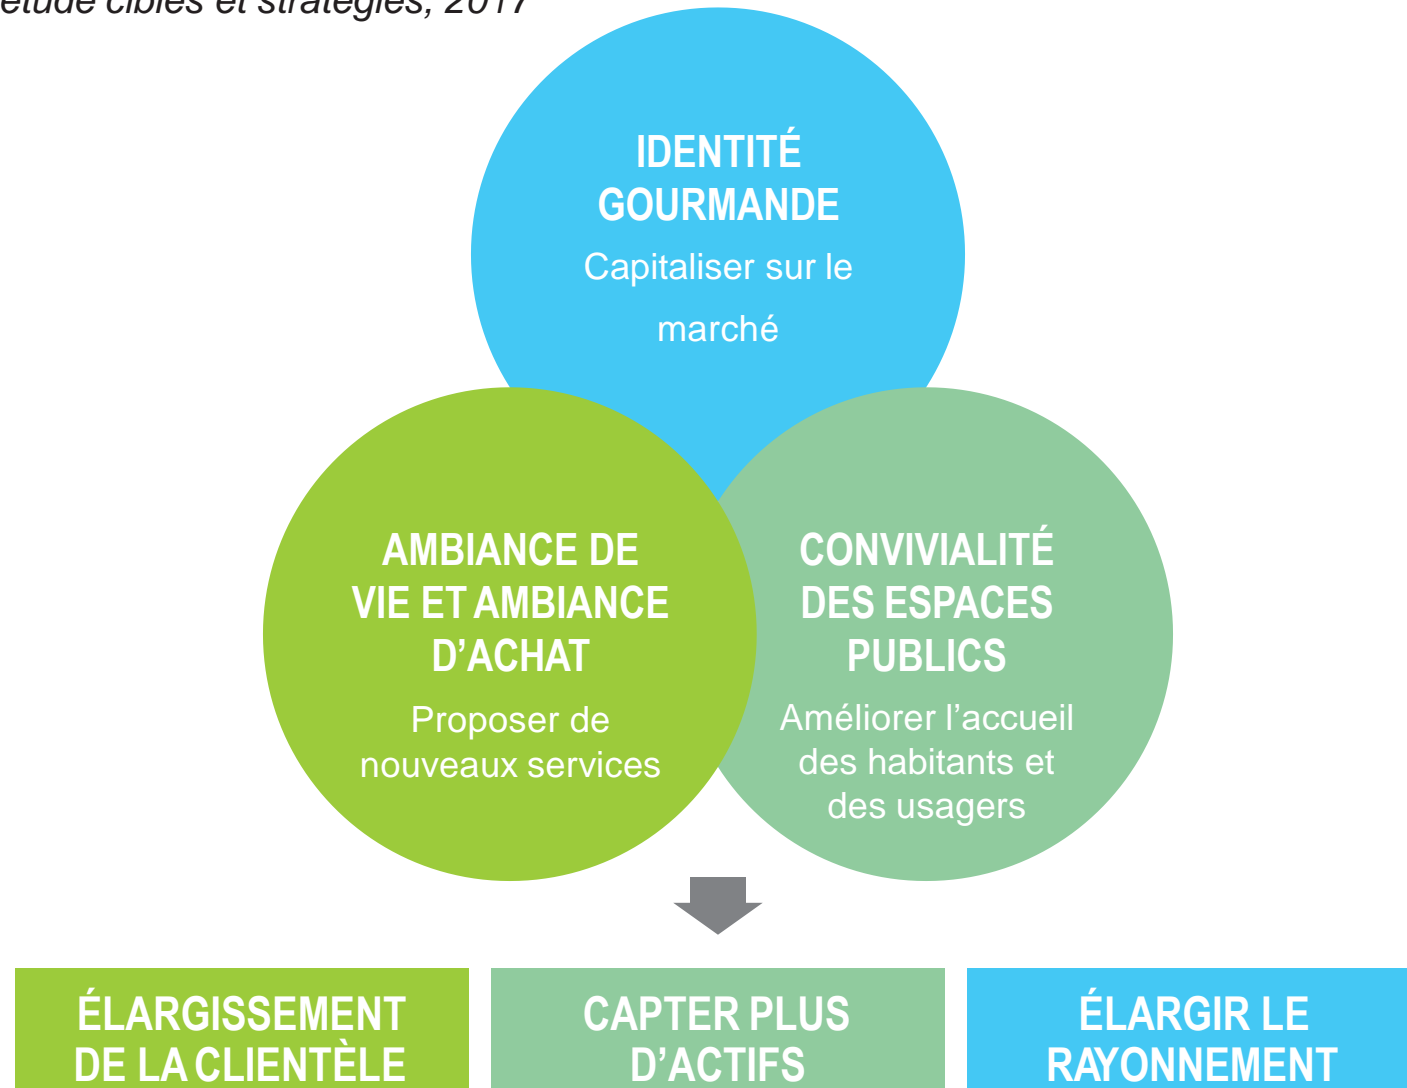 étude cibles et stratégies, 2017
IDENTITÉ
GOURMANDE
Capitaliser sur le
marché
AMBIANCE DE
VIE ET AMBIANCE
D’ACHAT
Proposer de
nouveaux services
CONVIVIALITÉ
DES ESPACES
PUBLICS
Améliorer l’accueil
des habitants et
des usagers
ÉLARGISSEMENT
DE LA CLIENTÈLE
CAPTER PLUS
D’ACTIFS
ÉLARGIR LE
RAYONNEMENT